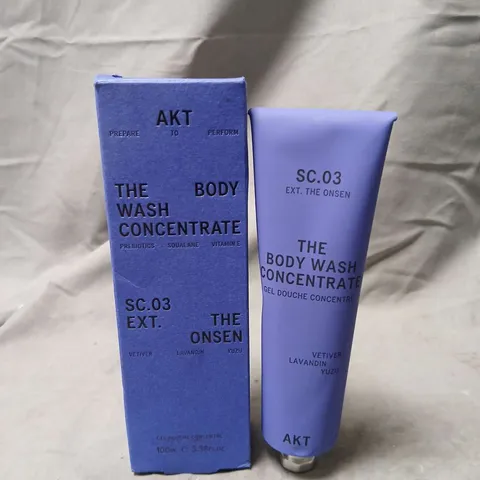 AKT
PREPARE TO PERFORM
THE BODY
WASH
CONCENTRATE
PREBIOTICS SQUALANE VITAMIN E
SC.03
EXT. THE
ONSEN
VETIVER LAVANDIN YUZU
SC.03
EXT. THE ONSEN
THE
BODY WASH
CONCENTRATE
GEL DOUCHE CONCENTRÉ
VETIVER
LAVANDIN
YUZU
AKT